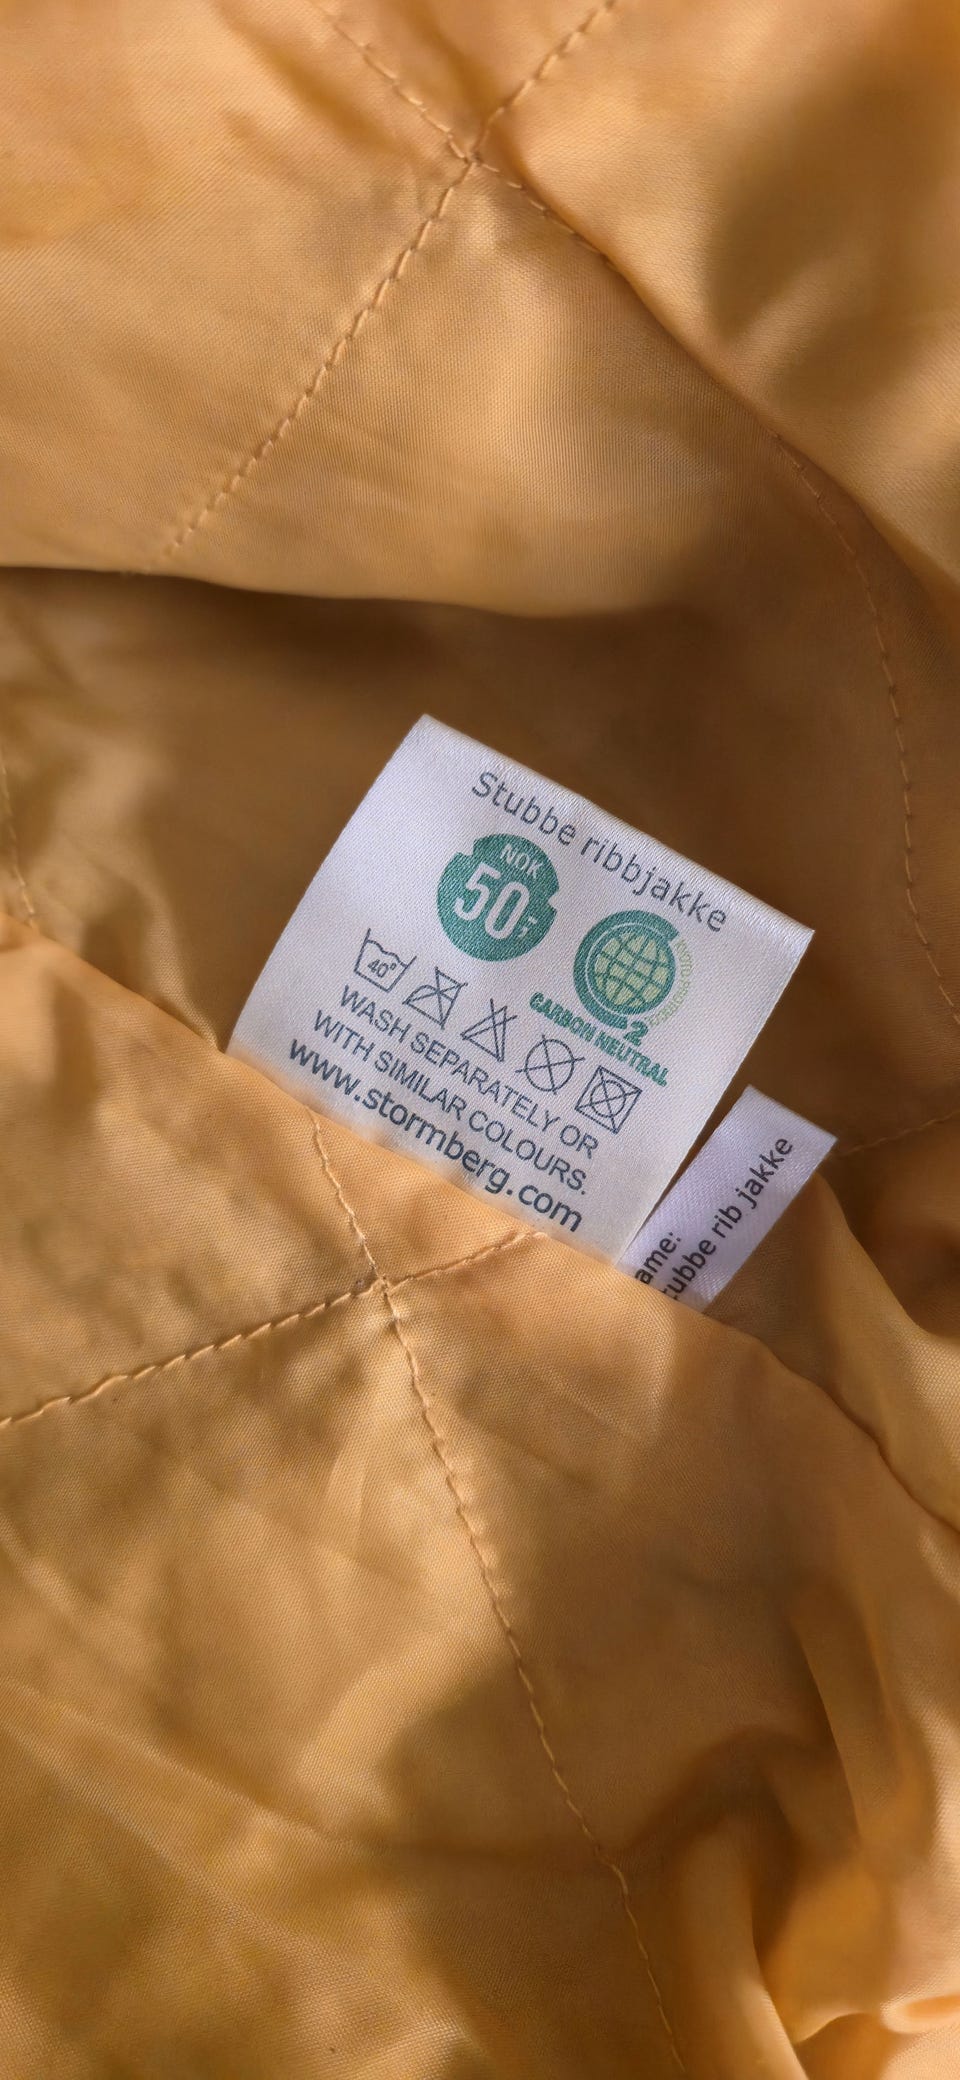 Stubbe ribbjakke
NOK
50,-
CARBON NEUTRAL
2
40°
WASH SEPARATELY OR
WITH SIMILAR COLOURS.
www.stormberg.com
ame:
tubbe rib jakke